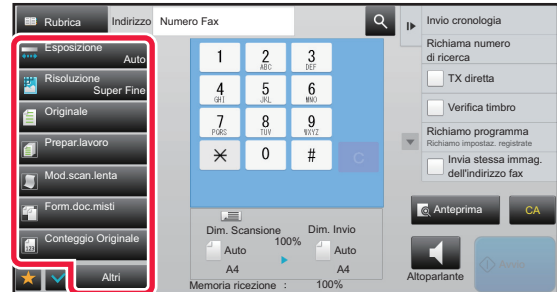 Rubrica
Indirizzo
Numero Fax
Esposizione
Auto
Risoluzione
Super Fine
Originale
Prepar.lavoro
Mod.scan.lenta
Form.doc.misti
Conteggio Originale
Altri
1
2
ABC
3
DEF
4
GHI
5
JKL
6
MNO
7
PQRS
8
TUV
9
WXYZ
0
#
C
Dim. Scansione
100%
Dim. Invio
Auto
A4
Auto
A4
Memoria ricezione : 100%
Invio cronologia
Richiama numero
di ricerca
TX diretta
Verifica timbro
Richiamo programma
Richiamo impostaz. registrate
Invia stessa immag.
dell'indirizzo fax
Anteprima
CA
Altoparlante
Avvio